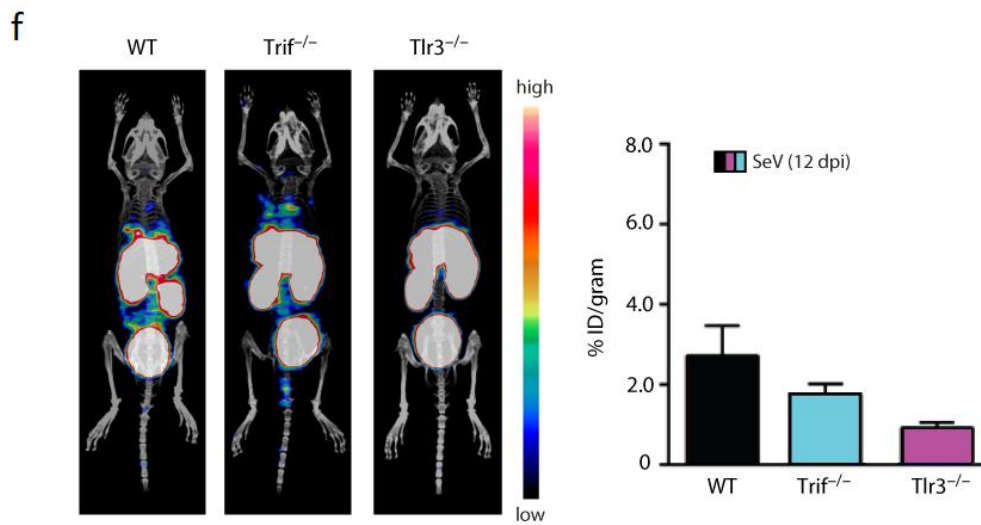 f
WT
Trif–/–
Tlr3–/–
high
low
8.0
6.0
4.0
2.0
0
% ID/gram
SeV (12 dpi)
WT
Trif–/–
Tlr3–/–